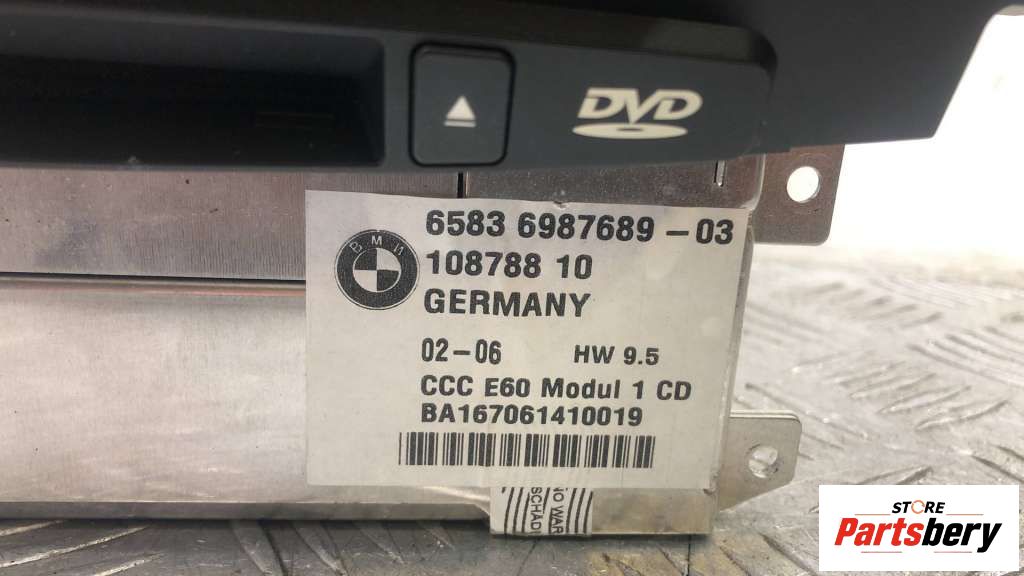 DVD
6583 6987689-03
BMW
108788 10
GERMANY
02-06 HW 9.5
CCC E60 Modul 1 CD
BA167061410019
STORE
Partsbery